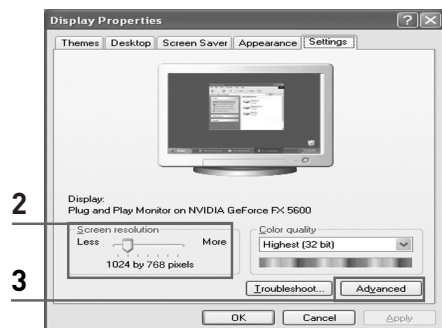 Display Properties
Themes Desktop Screen Saver Appearance Settings
Display:
Plug and Play Monitor on NVIDIA GeForce FX 5600
2
Screen resolution
Less More
1024 by 768 pixels
Color quality
Highest (32 bit)
3
Troubleshoot... Advanced
OK Cancel Apply